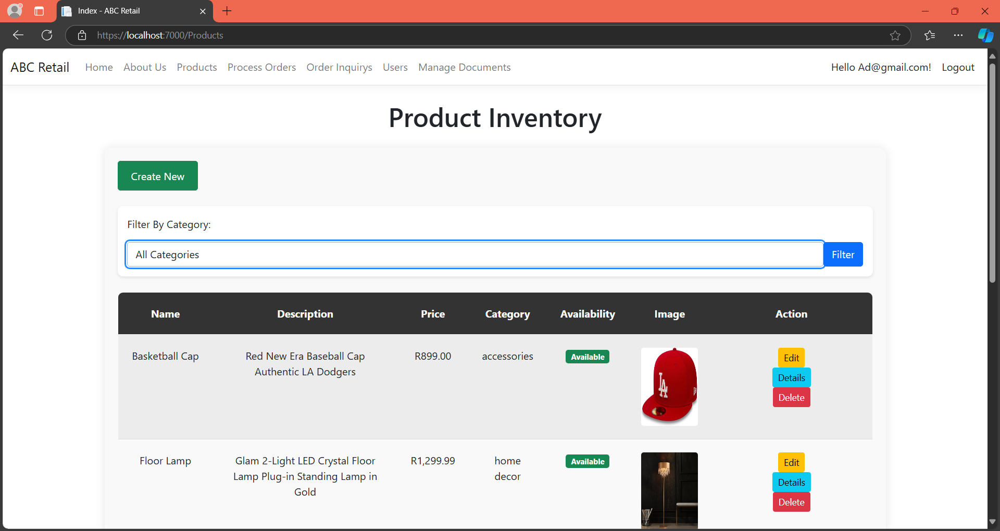 Index - ABC Retail
https://localhost:7000/Products
ABC Retail Home About Us Products Process Orders Order Inquirys Users Manage Documents Hello Ad@gmail.com! Logout
Product Inventory
Create New
Filter By Category:
All Categories Filter
Name Description Price Category Availability Image Action
Basketball Cap Red New Era Baseball Cap R899.00 accessories Available Edit
Authentic LA Dodgers
LA
Details
Delete
Floor Lamp Glam 2-Light LED Crystal Floor R1,299.99 home Available Edit
Lamp Plug-in Standing Lamp in decor Details
Gold
Delete